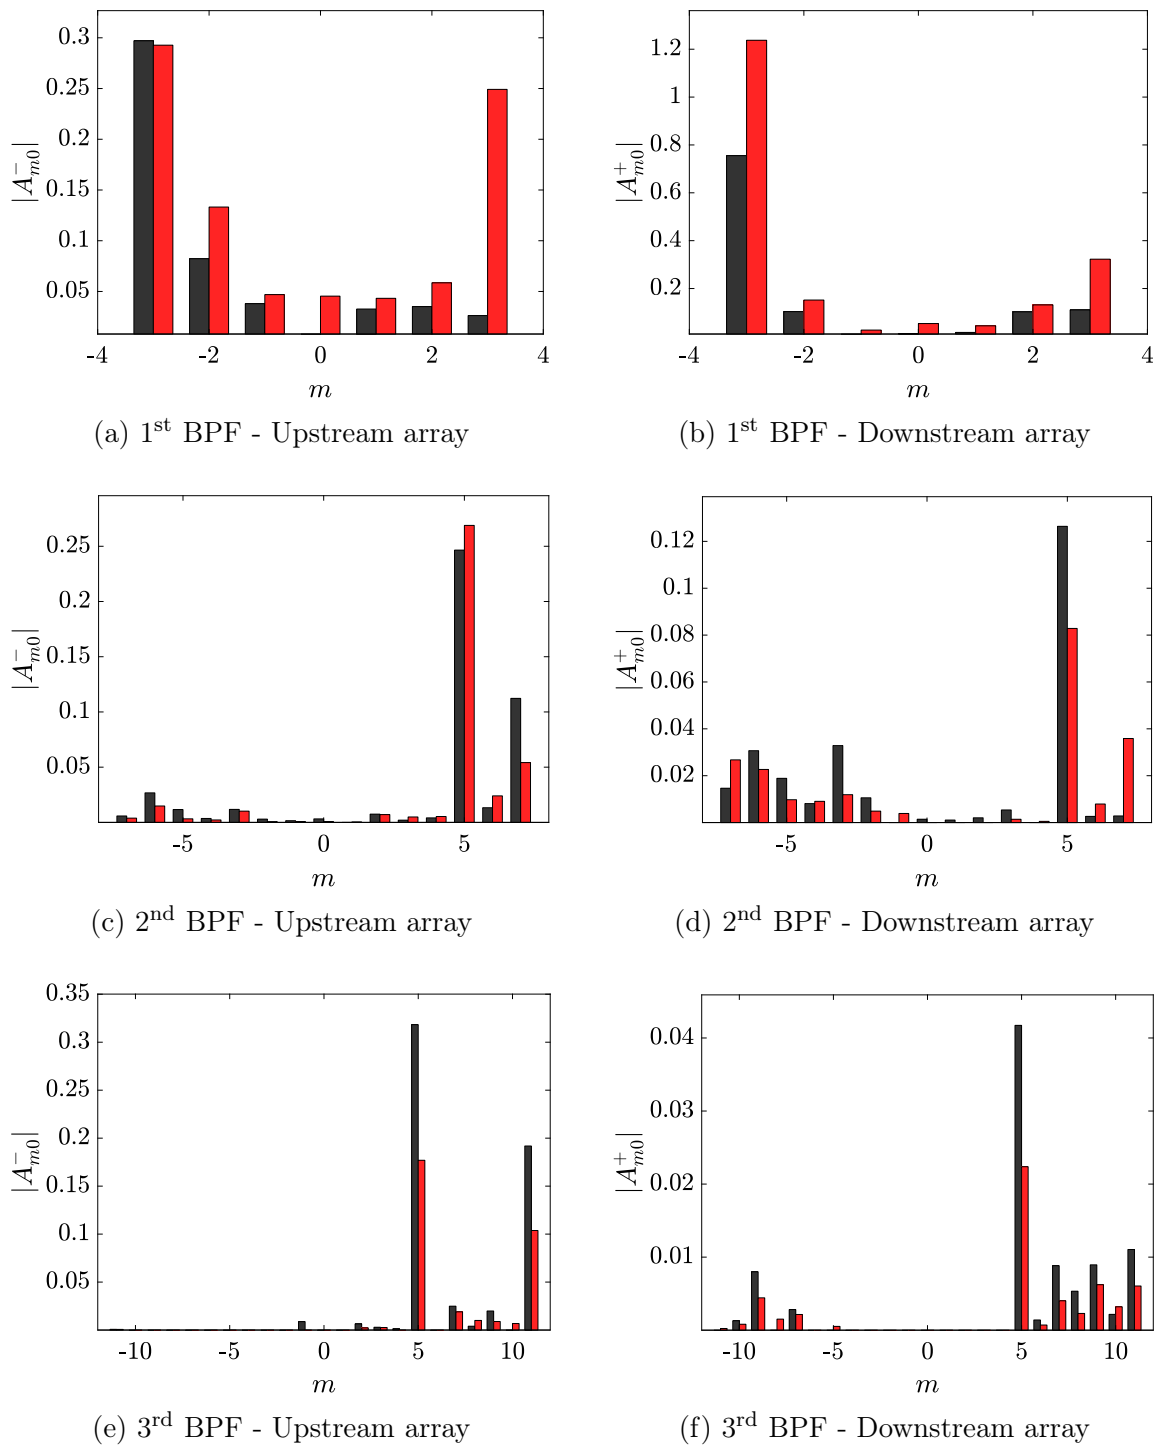 0.3
0.25
0.2
0.15
0.1
0.05
|A⁻ₘ₀|
-4 -2 0 2 4
m
(a) 1st BPF - Upstream array
1.2
1
0.8
0.6
0.4
0.2
|A⁺ₘ₀|
-4 -2 0 2 4
m
(b) 1st BPF - Downstream array
0.25
0.2
0.15
0.1
0.05
|A⁻ₘ₀|
-5 0 5
m
(c) 2nd BPF - Upstream array
0.12
0.1
0.08
0.06
0.04
0.02
|A⁺ₘ₀|
-5 0 5
m
(d) 2nd BPF - Downstream array
0.35
0.3
0.25
0.2
0.15
0.1
0.05
|A⁻ₘ₀|
-10 -5 0 5 10
m
(e) 3rd BPF - Upstream array
0.04
0.03
0.02
0.01
|A⁺ₘ₀|
-10 -5 0 5 10
m
(f) 3rd BPF - Downstream array